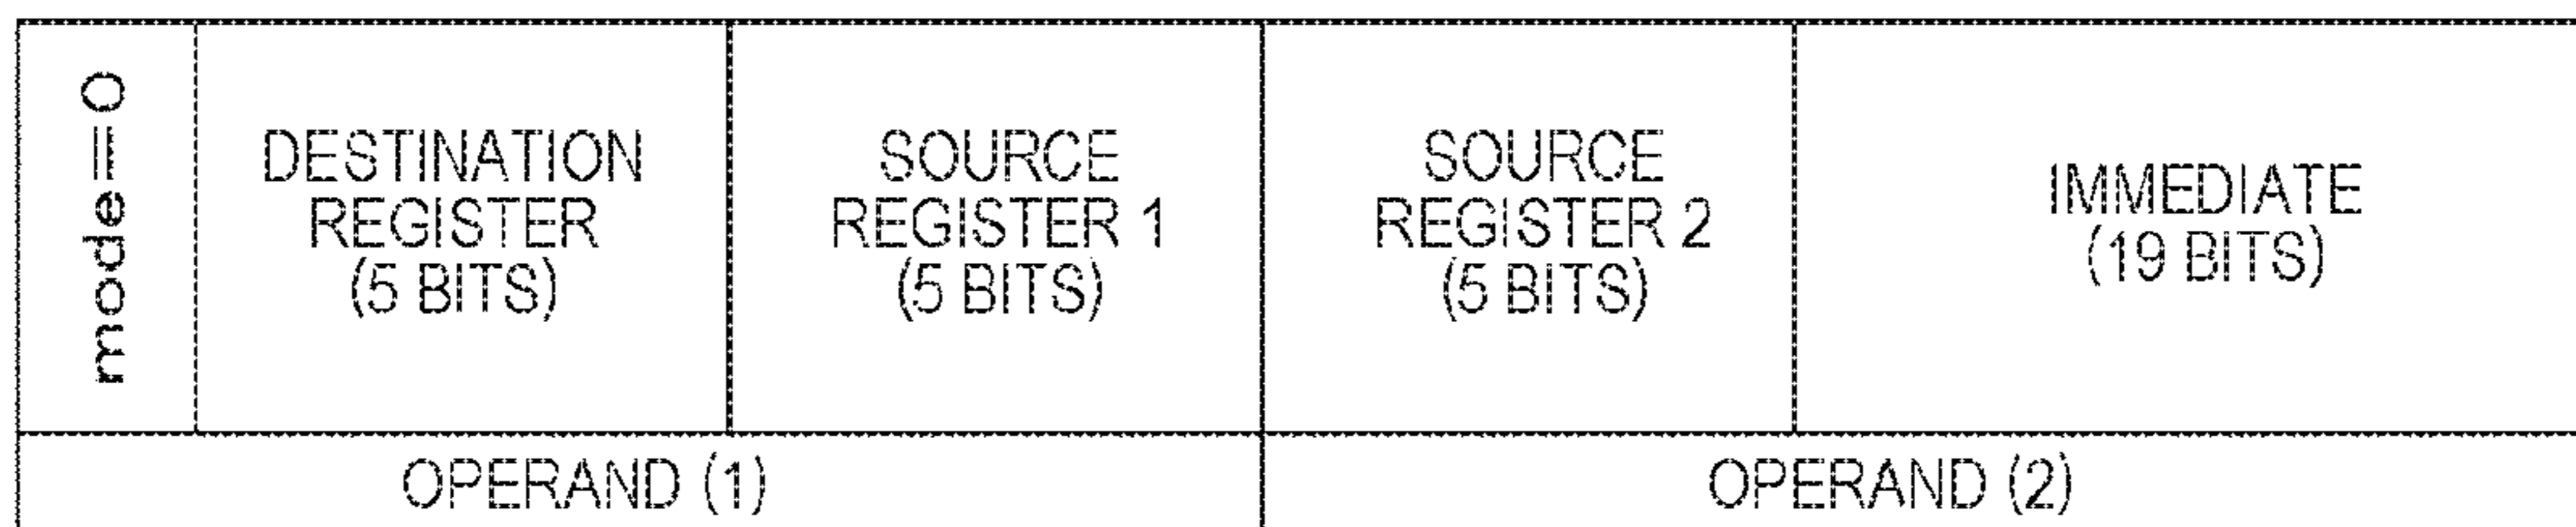 mode==0
DESTINATION
REGISTER
(5 BITS)
SOURCE
REGISTER 1
(5 BITS)
SOURCE
REGISTER 2
(5 BITS)
IMMEDIATE
(19 BITS)
OPERAND (1)
OPERAND (2)